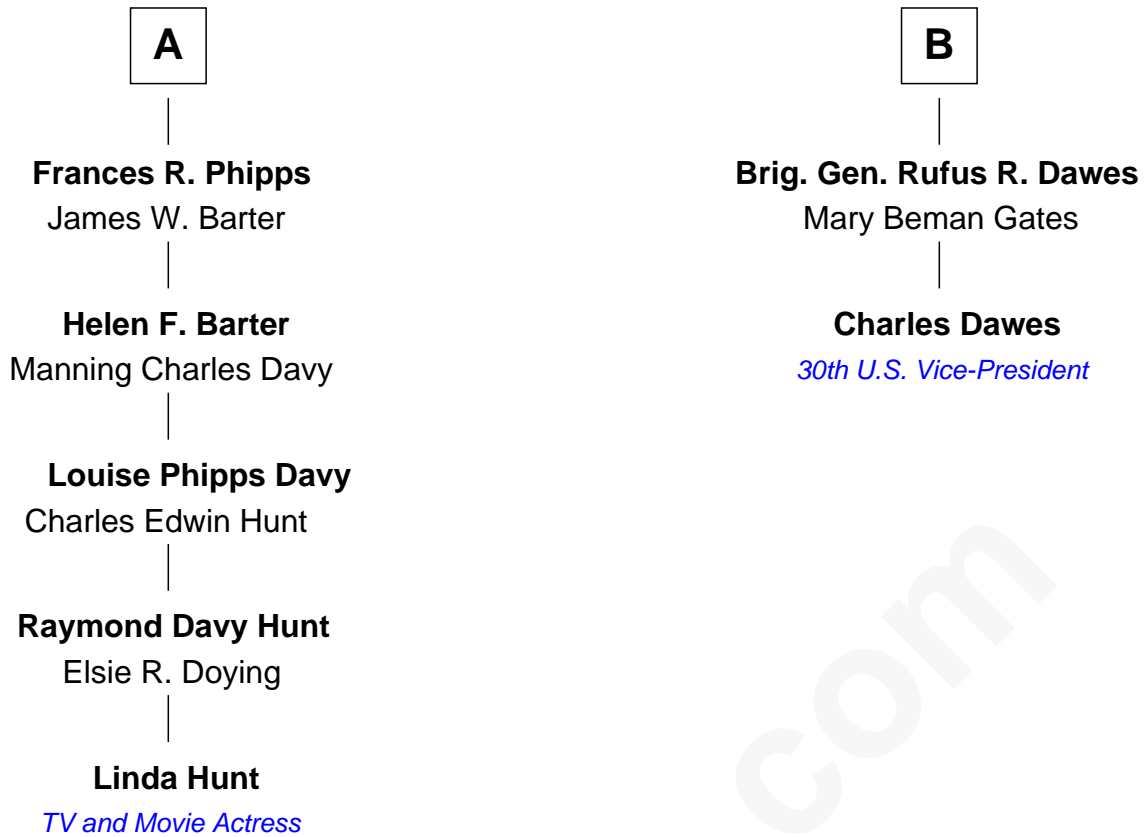 A
Frances R. Phipps
James W. Barter
Helen F. Barter
Manning Charles Davy
Louise Phipps Davy
Charles Edwin Hunt
Raymond Davy Hunt
Elsie R. Doying
Linda Hunt
TV and Movie Actress
B
Brig. Gen. Rufus R. Dawes
Mary Beman Gates
Charles Dawes
30th U.S. Vice-President
com